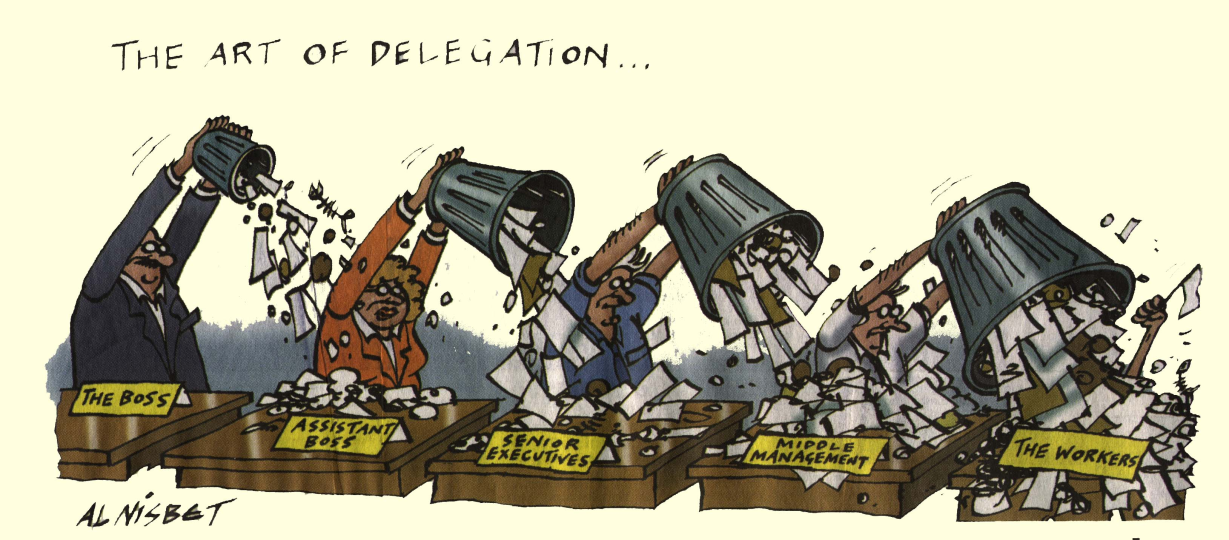 THE ART OF DELEGATION...
THE BOSS
ASSISTANT
BOSS
SENIOR
EXECUTIVES
MIDDLE
MANAGEMENT
THE WORKERS
AL NISBET